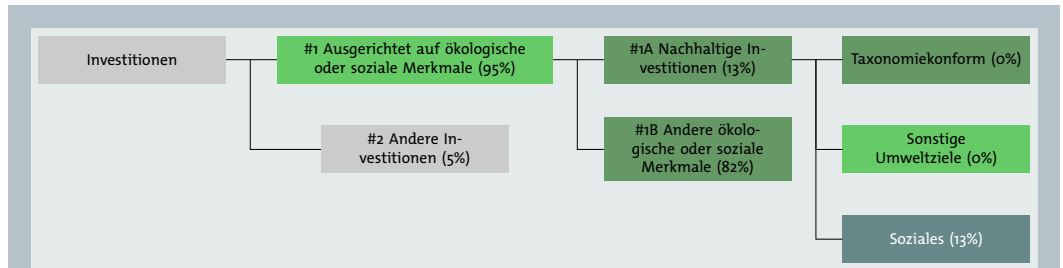 Investitionen
#1 Ausgerichtet auf ökologische
oder soziale Merkmale (95%)
#2 Andere In-
vestitionen (5%)
#1A Nachhaltige In-
vestitionen (13%)
#1B Andere ökolo-
gische oder soziale
Merkmale (82%)
Taxonomiekonform (0%)
Sonstige
Umweltziele (0%)
Soziales (13%)